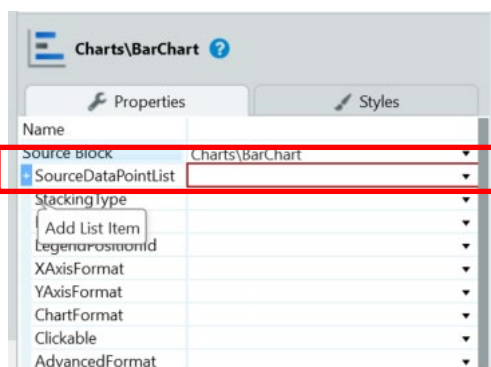 Charts\BarChart ?
Properties Styles
Name
Source Block Charts\BarChart
+ SourceDataPointList
StackingType
Add List Item
LegendPositionId
XAxisFormat
YAxisFormat
ChartFormat
Clickable
AdvancedFormat